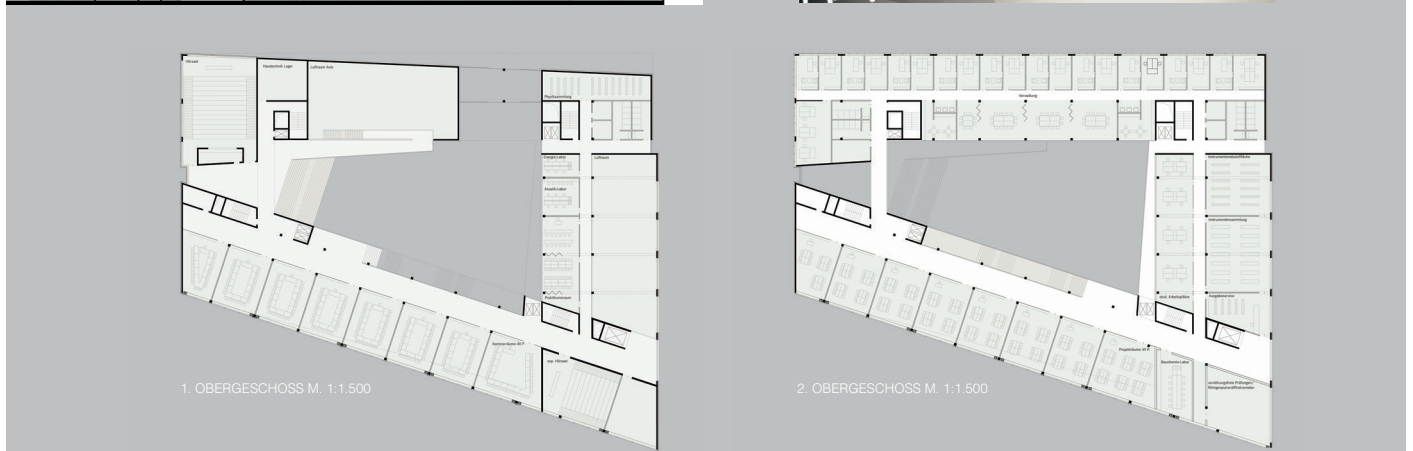 Hörsaal
Haustechnik Lager
Luftraum Aula
Physiksammlung
Energie-Labor
Luftraum
Akustik-Labor
Praktikumsraum
Seminarräume 40 P.
exp. Hörsaal
1. OBERGESCHOSS M. 1:1.500
Verwaltung
Instrumentensammlung
stud. Arbeitsplätze
Ausgabeservice
Projekträume 40 P.
Bauchemie-Labor
2. OBERGESCHOSS M. 1:1.500